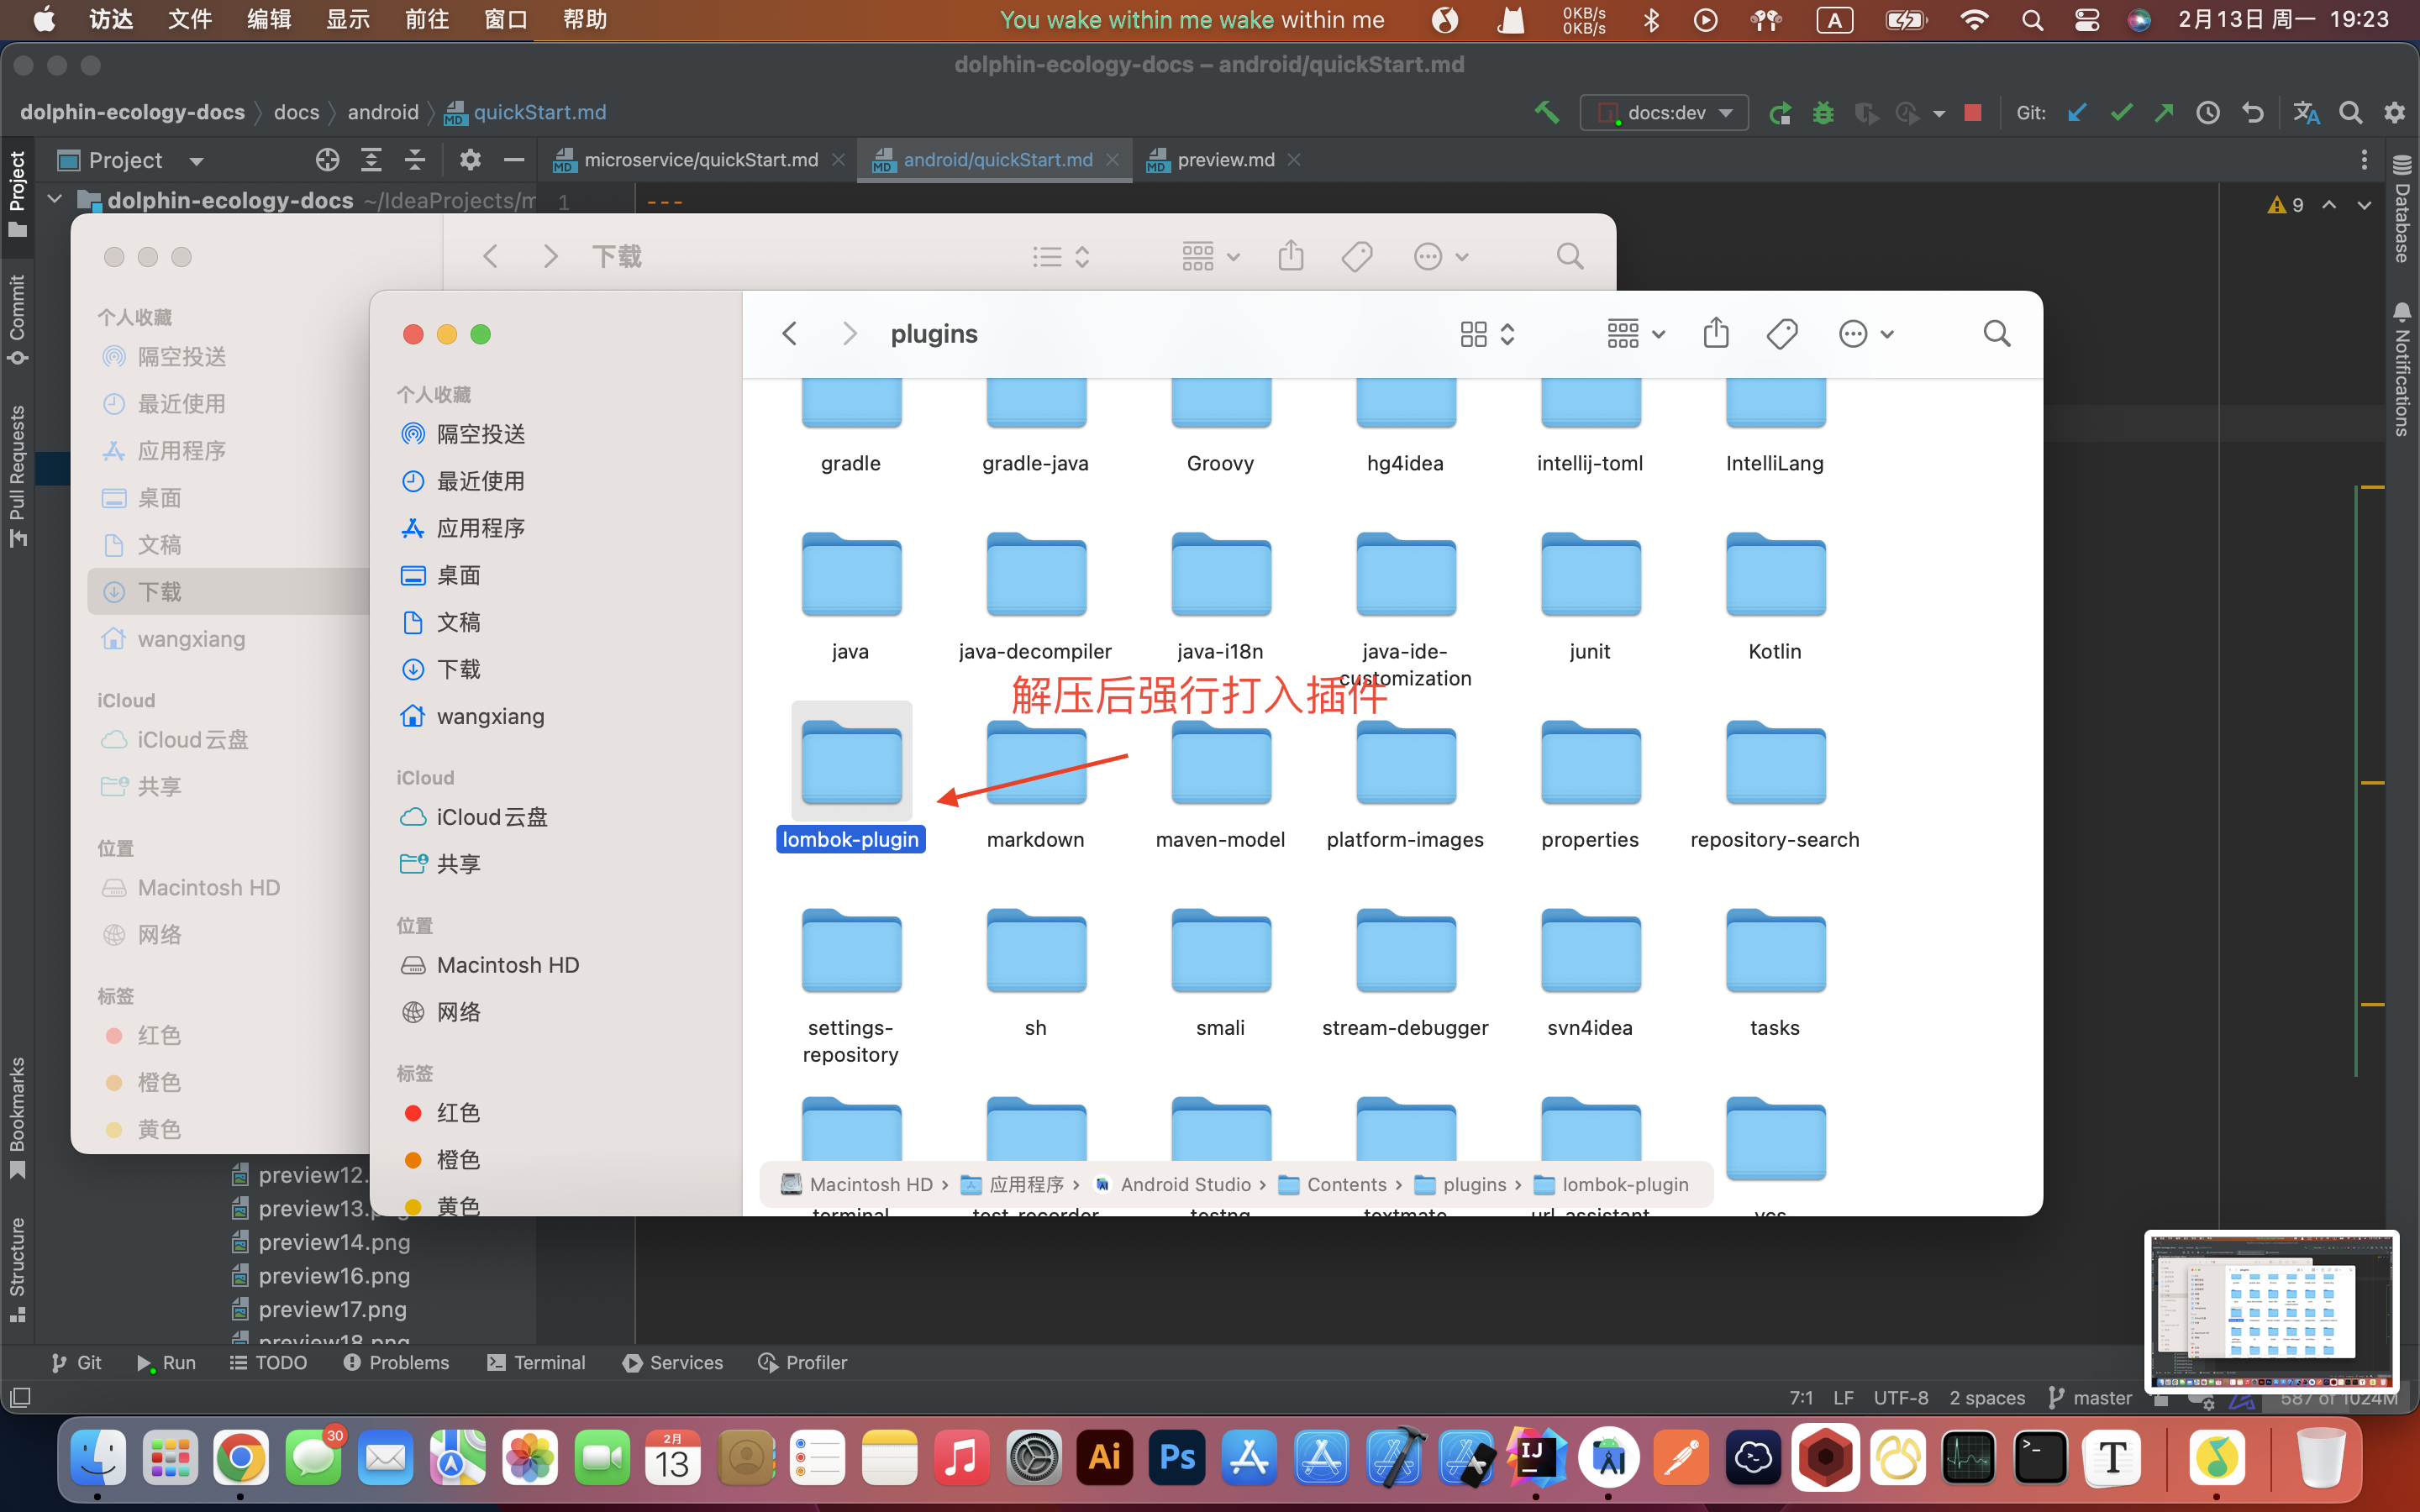 访达 文件 编辑 显示 前往 窗口 帮助
You wake within me wake within me
0KB/s
0KB/s
A
2月13日 周一 19:23
dolphin-ecology-docs – android/quickStart.md
dolphin-ecology-docs docs android quickStart.md
docs:dev
Git:
Project
microservice/quickStart.md
android/quickStart.md
preview.md
dolphin-ecology-docs ~/IdeaProjects/m
1
---
9
Project
Commit
Pull Requests
Bookmarks
Structure
Database
Notifications
下载
个人收藏
隔空投送
最近使用
应用程序
桌面
文稿
下载
wangxiang
iCloud
iCloud云盘
共享
位置
Macintosh HD
网络
标签
红色
橙色
黄色
plugins
个人收藏
隔空投送
最近使用
应用程序
桌面
文稿
下载
wangxiang
iCloud
iCloud云盘
共享
位置
Macintosh HD
网络
标签
红色
橙色
黄色
gradle gradle-java Groovy hg4idea intellij-toml IntelliLang
java java-decompiler java-i18n java-ide-customization junit Kotlin
解压后强行打入插件
lombok-plugin markdown maven-model platform-images properties repository-search
settings-repository sh smali stream-debugger svn4idea tasks
terminal test_recorder testng textmate url_assistant vcs
Macintosh HD › 应用程序 › Android Studio › Contents › plugins › lombok-plugin
preview12.
preview13.png
preview14.png
preview16.png
preview17.png
preview18.png
Git Run TODO Problems Terminal Services Profiler
7:1 LF UTF-8 2 spaces master 587 of 1024M
30
2月
13
Ai
Ps
IJ
T